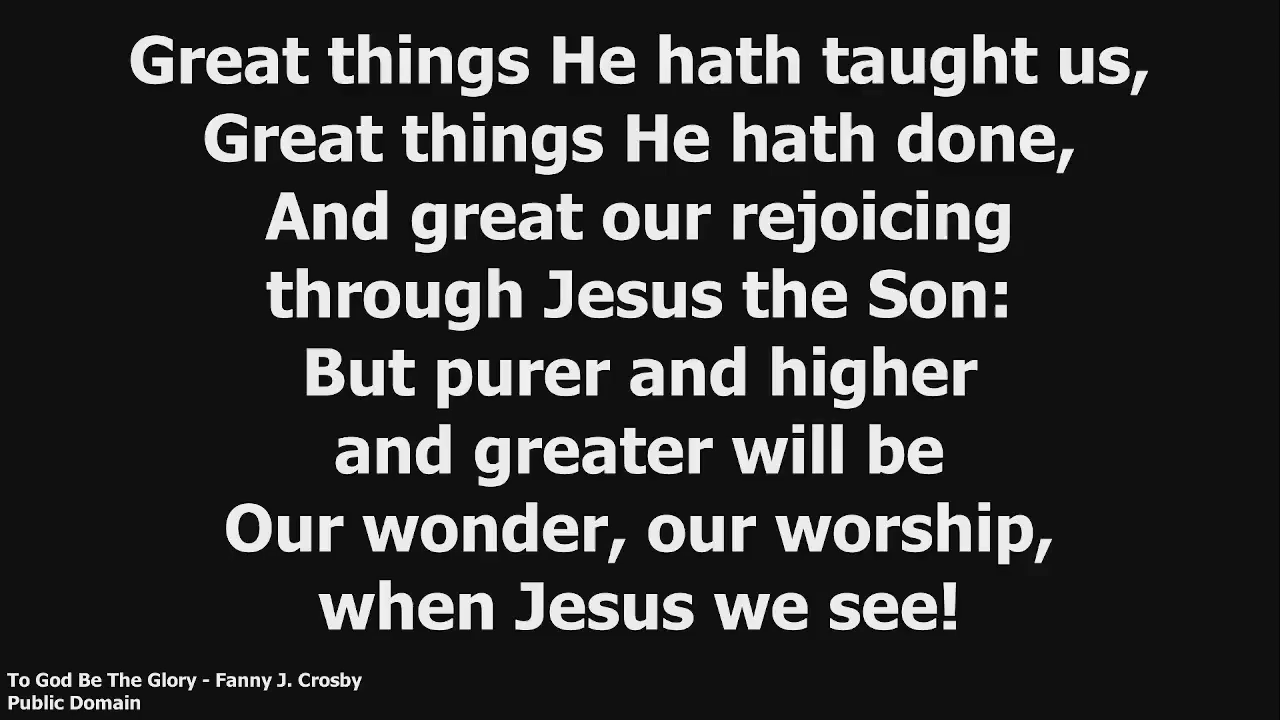 Great things He hath taught us,
Great things He hath done,
And great our rejoicing
through Jesus the Son:
But purer and higher
and greater will be
Our wonder, our worship,
when Jesus we see!
To God Be The Glory - Fanny J. Crosby
Public Domain